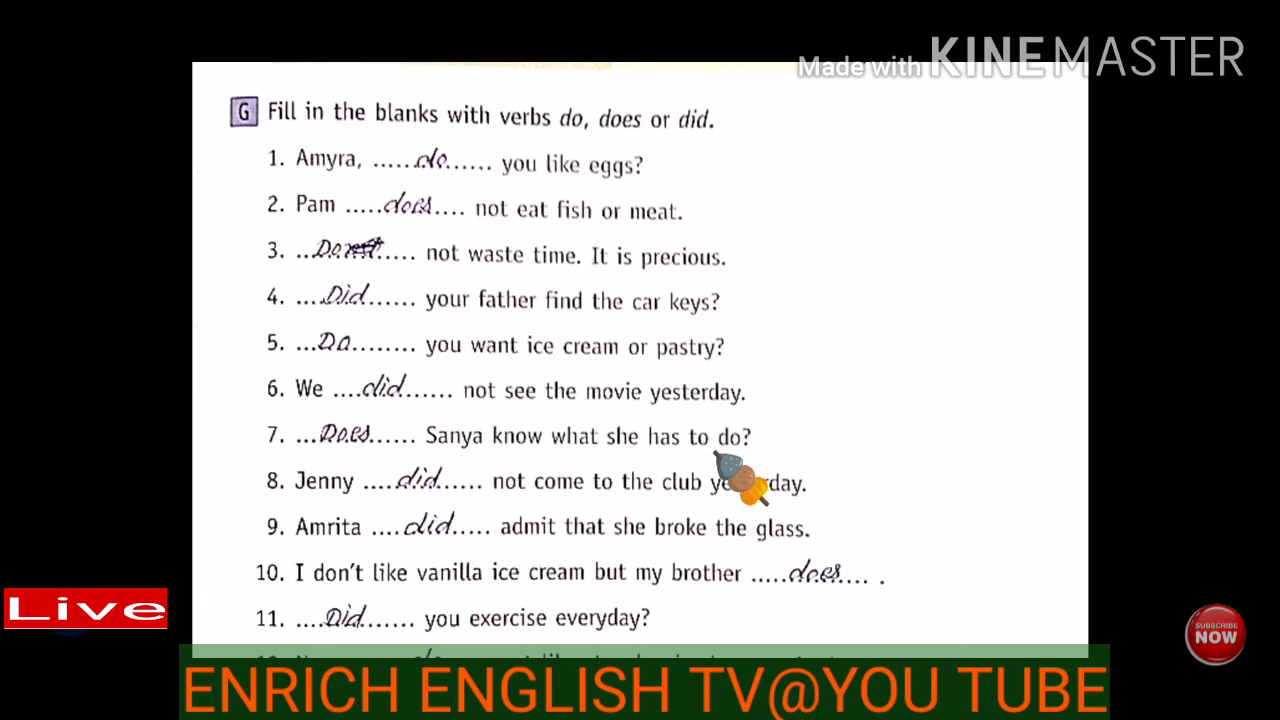 Made with KINEMASTER
G Fill in the blanks with verbs do, does or did.
1. Amyra, .....do...... you like eggs?
2. Pam .....does.... not eat fish or meat.
3. ...Do..... not waste time. It is precious.
4. ....Did...... your father find the car keys?
5. ...Do........ you want ice cream or pastry?
6. We ....did....... not see the movie yesterday.
7. ...Does...... Sanya know what she has to do?
8. Jenny ....did...... not come to the club yesterday.
9. Amrita ....did..... admit that she broke the glass.
10. I don't like vanilla ice cream but my brother .....does.... .
Live
11. ....Did....... you exercise everyday?
SUBSCRIBE
NOW
ENRICH ENGLISH TV@YOU TUBE